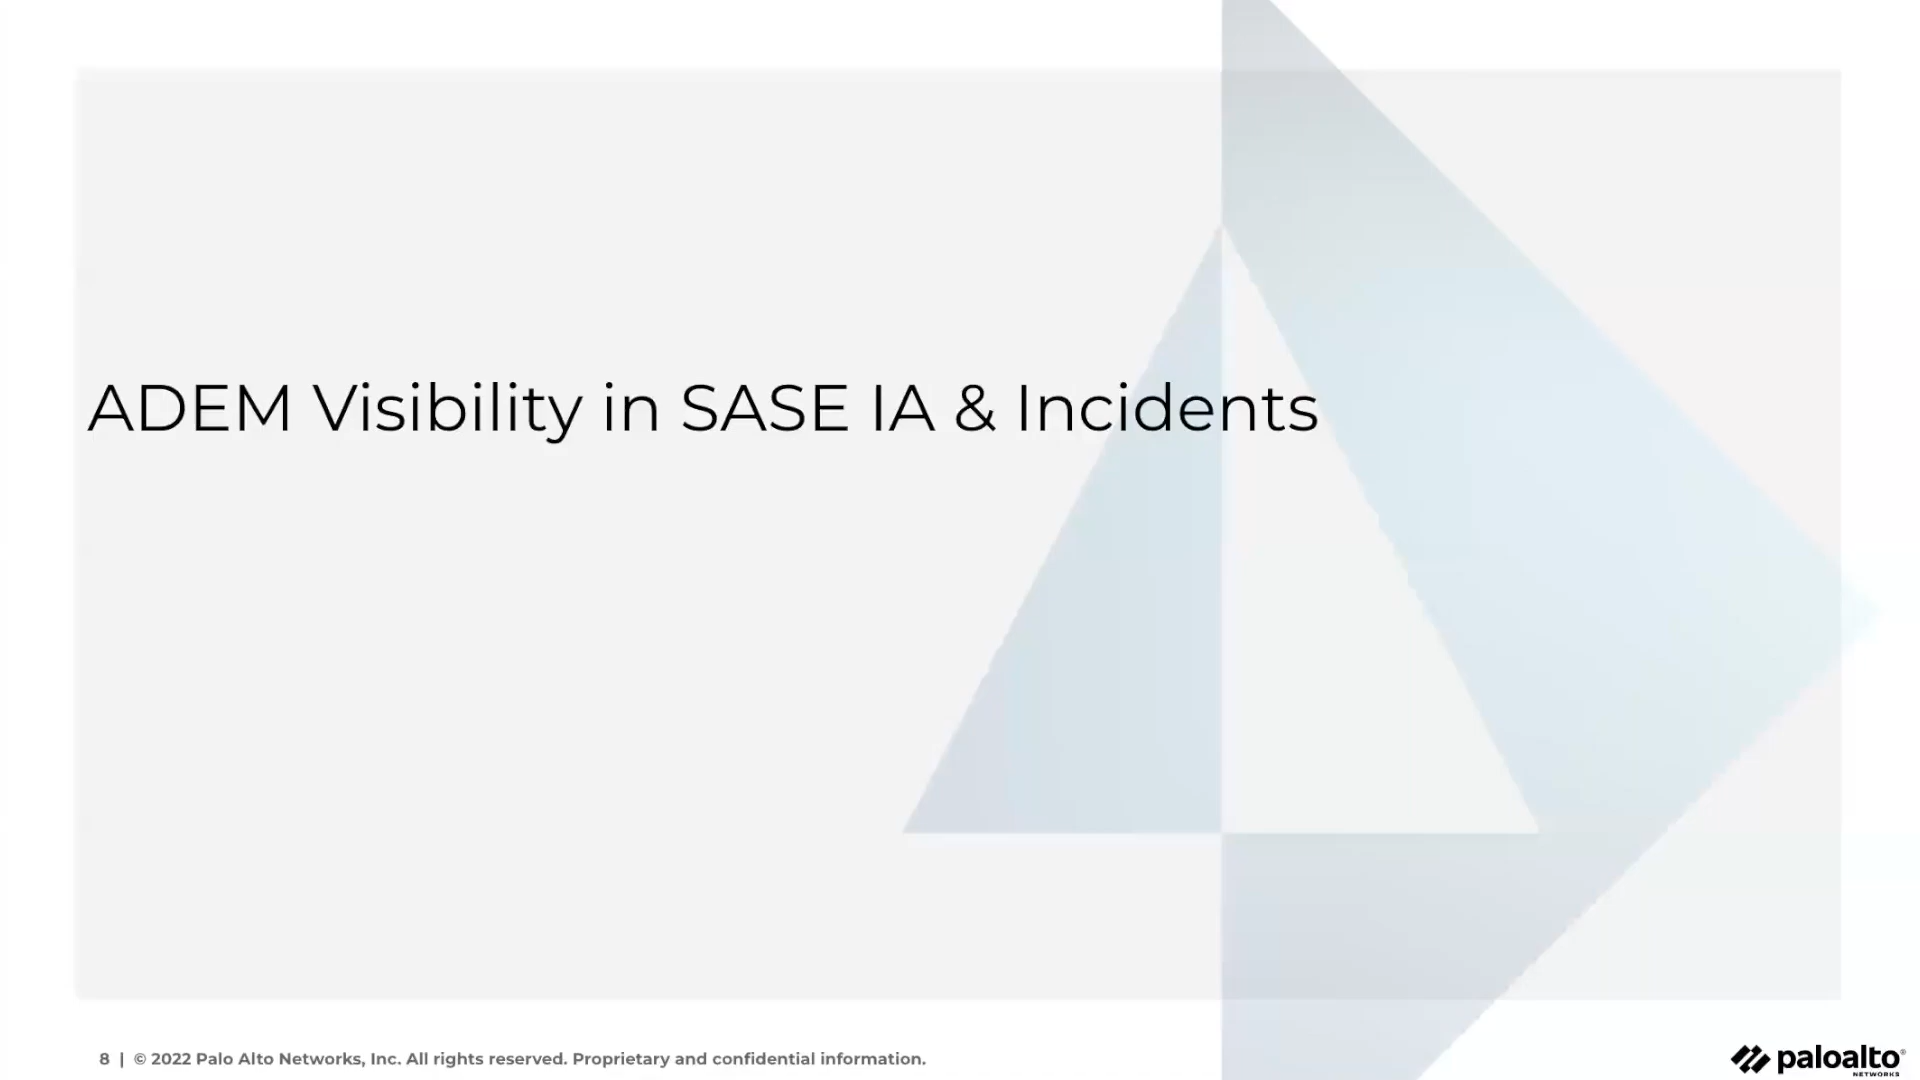 ADEM Visibility in SASE IA & Incidents
8 | © 2022 Palo Alto Networks, Inc. All rights reserved. Proprietary and confidential information.
paloalto®
NETWORKS